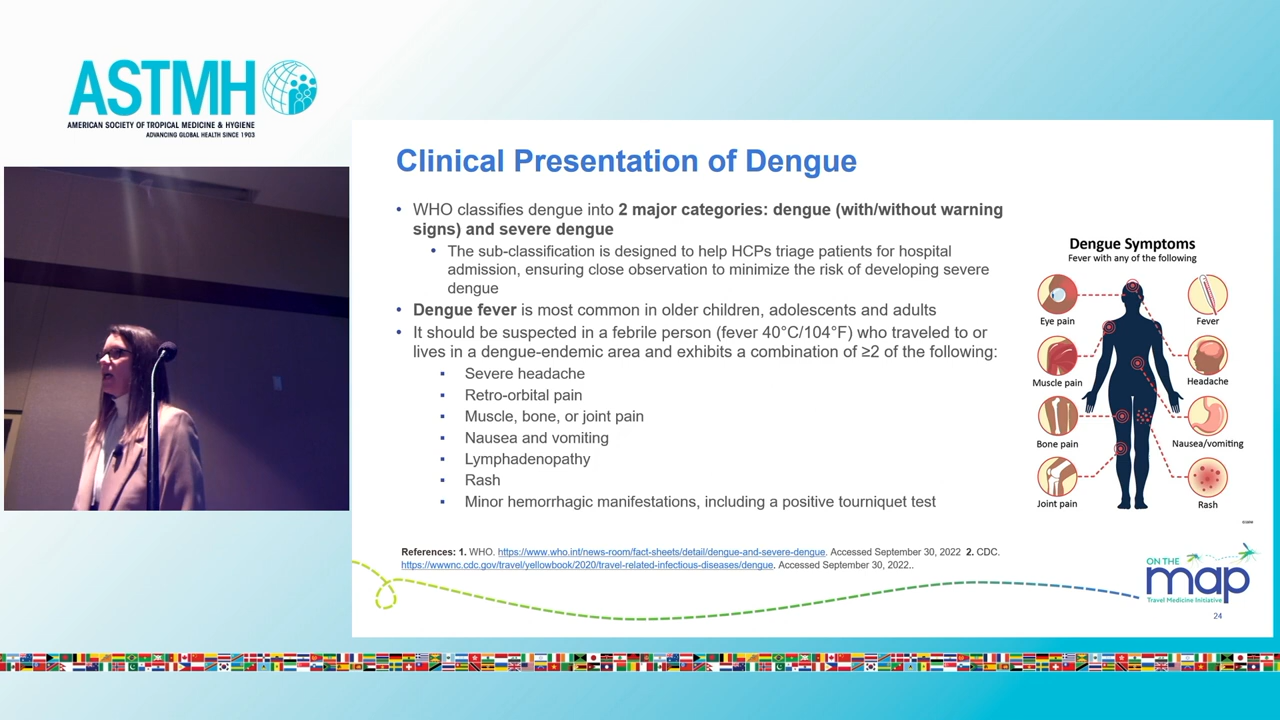 ASTMH
AMERICAN SOCIETY OF TROPICAL MEDICINE & HYGIENE
ADVANCING GLOBAL HEALTH SINCE 1903
Clinical Presentation of Dengue
• WHO classifies dengue into 2 major categories: dengue (with/without warning
signs) and severe dengue
• The sub-classification is designed to help HCPs triage patients for hospital
admission, ensuring close observation to minimize the risk of developing severe
dengue
• Dengue fever is most common in older children, adolescents and adults
• It should be suspected in a febrile person (fever 40°C/104°F) who traveled to or
lives in a dengue-endemic area and exhibits a combination of ≥2 of the following:
▪ Severe headache
▪ Retro-orbital pain
▪ Muscle, bone, or joint pain
▪ Nausea and vomiting
▪ Lymphadenopathy
▪ Rash
▪ Minor hemorrhagic manifestations, including a positive tourniquet test
Dengue Symptoms
Fever with any of the following
Eye pain
Fever
Muscle pain
Headache
Bone pain
Nausea/vomiting
Joint pain
Rash
References: 1. WHO. https://www.who.int/news-room/fact-sheets/detail/dengue-and-severe-dengue. Accessed September 30, 2022 2. CDC.
https://wwwnc.cdc.gov/travel/yellowbook/2020/travel-related-infectious-diseases/dengue. Accessed September 30, 2022..
ON THE
map
Travel Medicine Initiative
24